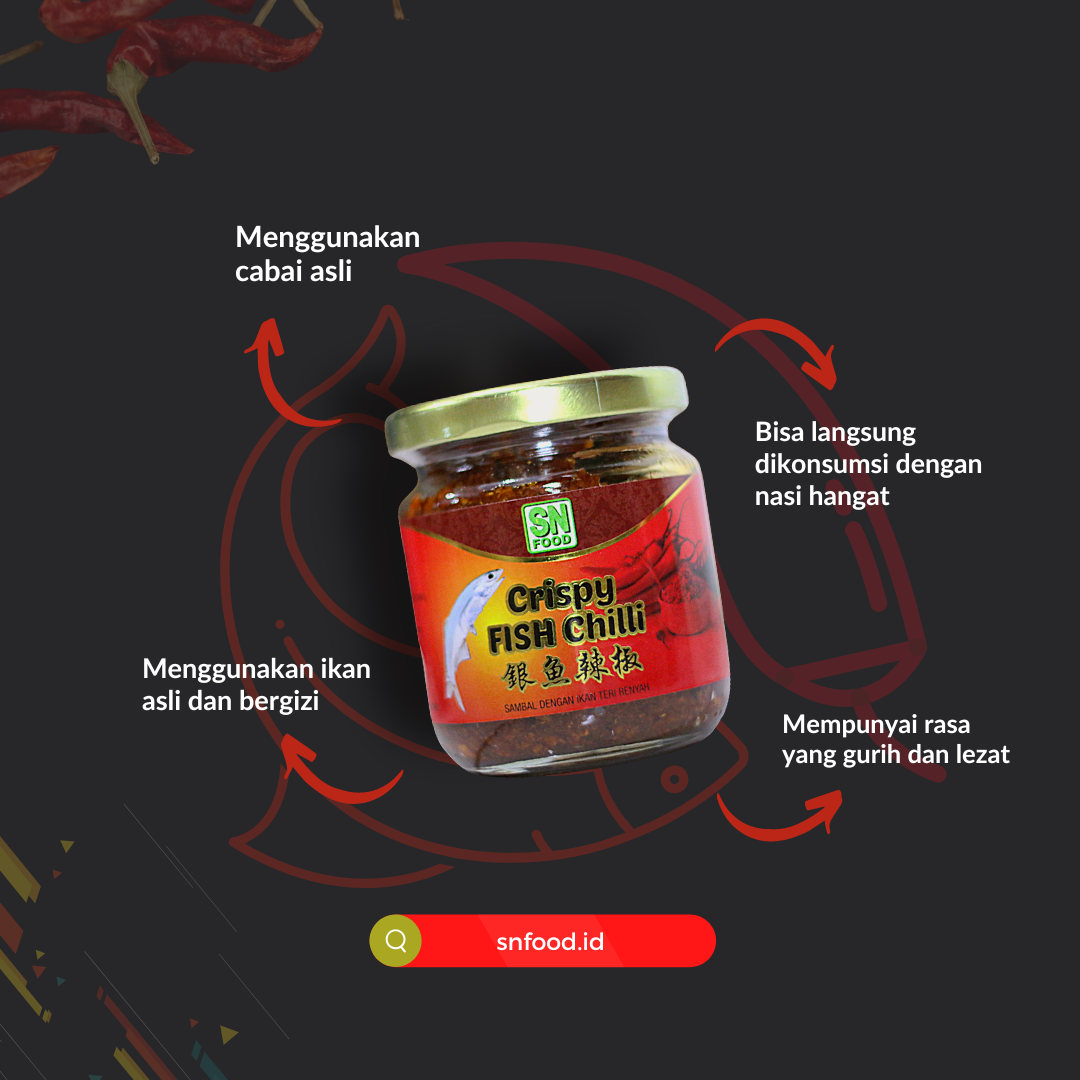 Menggunakan
cabai asli
Bisa langsung
dikonsumsi dengan
nasi hangat
SN
FOOD
Crispy
FISH Chilli
銀魚辣椒
SAMBAL DENGAN IKAN TERI RENYAH
Menggunakan ikan
asli dan bergizi
Mempunyai rasa
yang gurih dan lezat
snfood.id